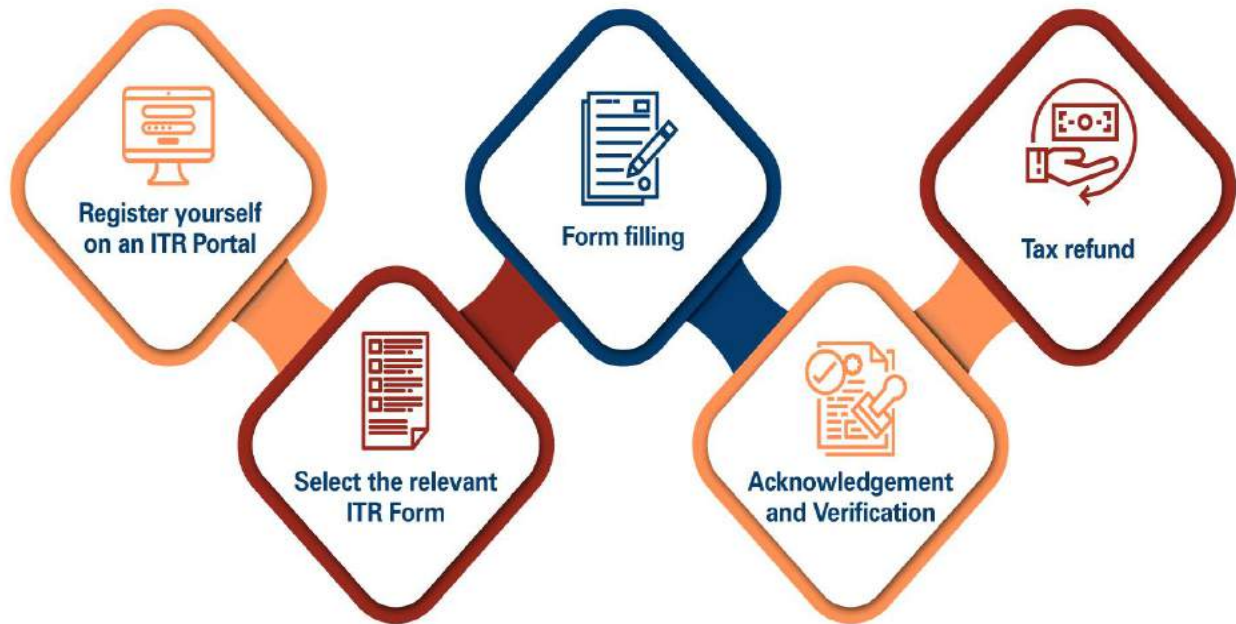 Register yourself
on an ITR Portal
Select the relevant
ITR Form
Form filling
Acknowledgement
and Verification
Tax refund